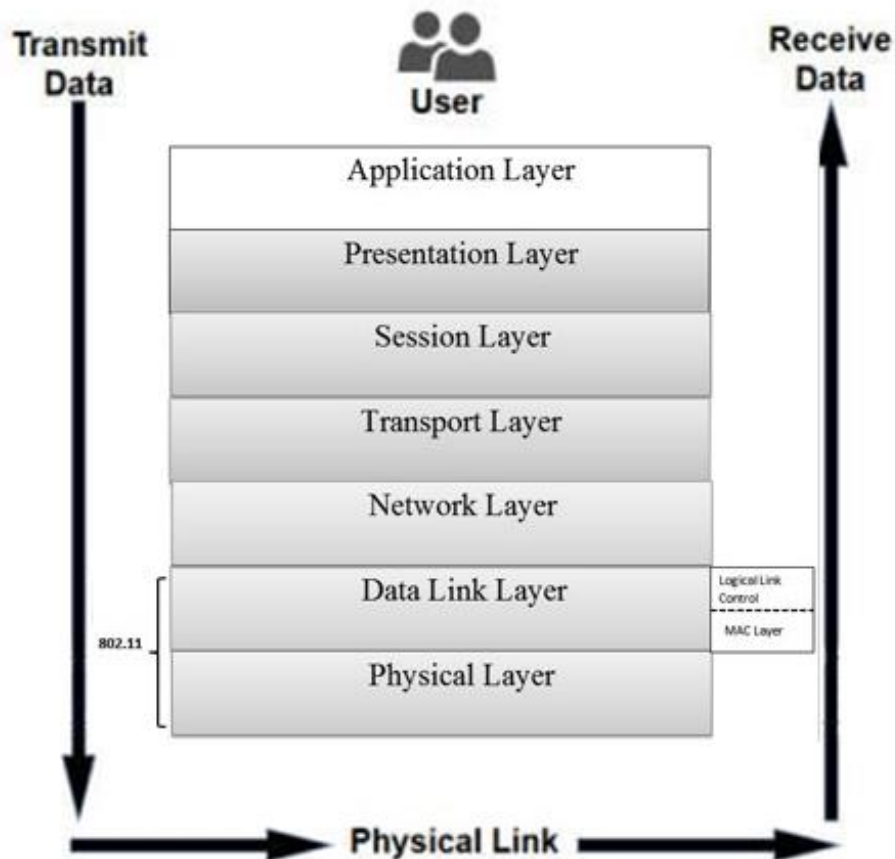 Transmit
Data
User
Receive
Data
Application Layer
Presentation Layer
Session Layer
Transport Layer
Network Layer
Data Link Layer
Logical Link
Control
MAC Layer
802.11
Physical Layer
Physical Link